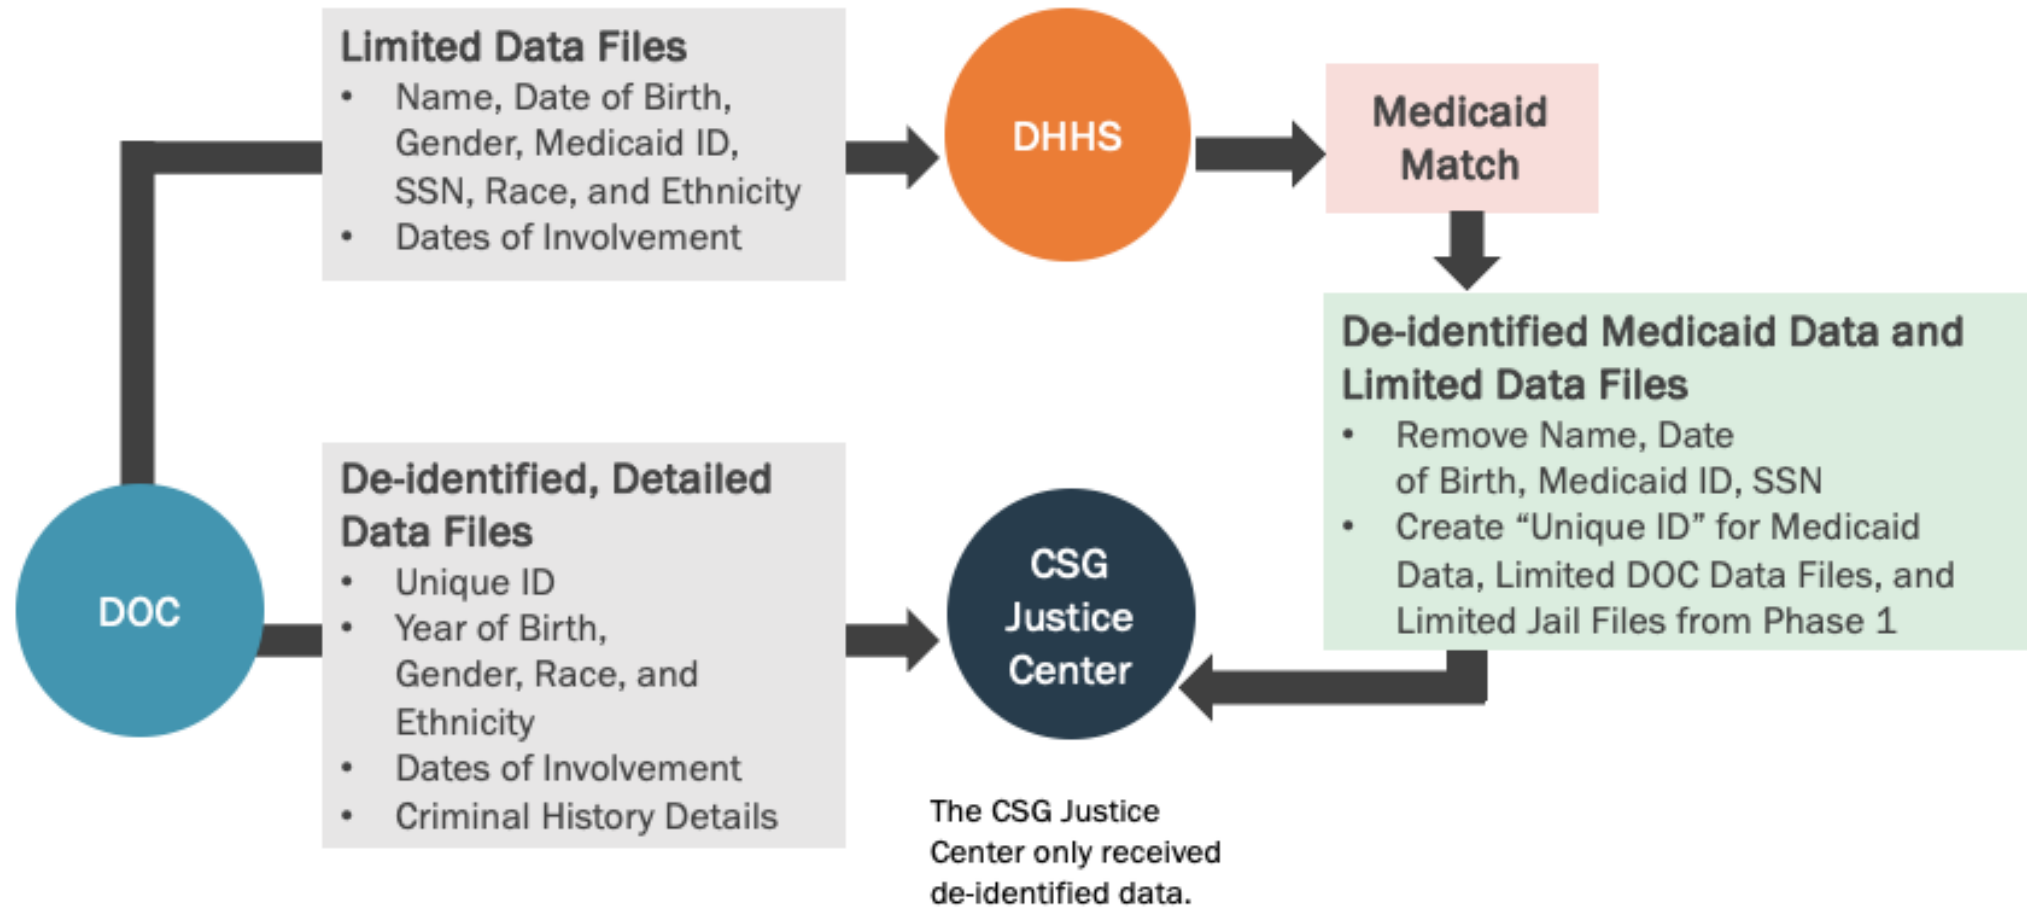 Limited Data Files
• Name, Date of Birth,
Gender, Medicaid ID,
SSN, Race, and Ethnicity
• Dates of Involvement
DHHS
Medicaid
Match
De-identified Medicaid Data and
Limited Data Files
• Remove Name, Date
of Birth, Medicaid ID, SSN
• Create “Unique ID” for Medicaid
Data, Limited DOC Data Files, and
Limited Jail Files from Phase 1
DOC
De-identified, Detailed
Data Files
• Unique ID
• Year of Birth,
Gender, Race, and
Ethnicity
• Dates of Involvement
• Criminal History Details
CSG
Justice
Center
The CSG Justice
Center only received
de-identified data.